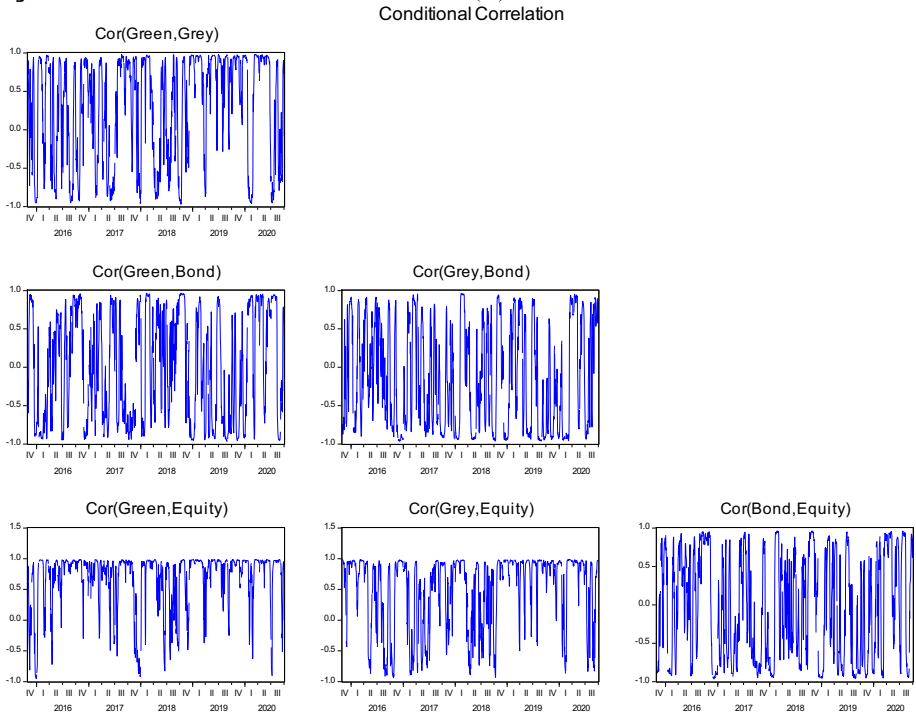 Conditional Correlation
Cor(Green,Grey)
1.0
0.5
0.0
-0.5
-1.0
IV I II III IV I II III IV I II III IV I II III IV I II III
2016 2017 2018 2019 2020
Cor(Green,Bond) Cor(Grey,Bond)
1.0 1.0
0.5 0.5
0.0 0.0
-0.5 -0.5
-1.0 -1.0
IV I II III IV I II III IV I II III IV I II III IV I II III IV I II III IV I II III IV I II III IV I II III IV I II III
2016 2017 2018 2019 2020 2016 2017 2018 2019 2020
Cor(Green,Equity) Cor(Grey,Equity) Cor(Bond,Equity)
1.5 1.5 1.0
1.0 1.0 0.5
0.5 0.5 0.0
0.0 0.0 -0.5
-0.5 -0.5 -1.0
-1.0 -1.0
IV I II III IV I II III IV I II III IV I II III IV I II III IV I II III IV I II III IV I II III IV I II III IV I II III IV I II III IV I II III IV I II III IV I II III IV I II III
2016 2017 2018 2019 2020 2016 2017 2018 2019 2020 2016 2017 2018 2019 2020